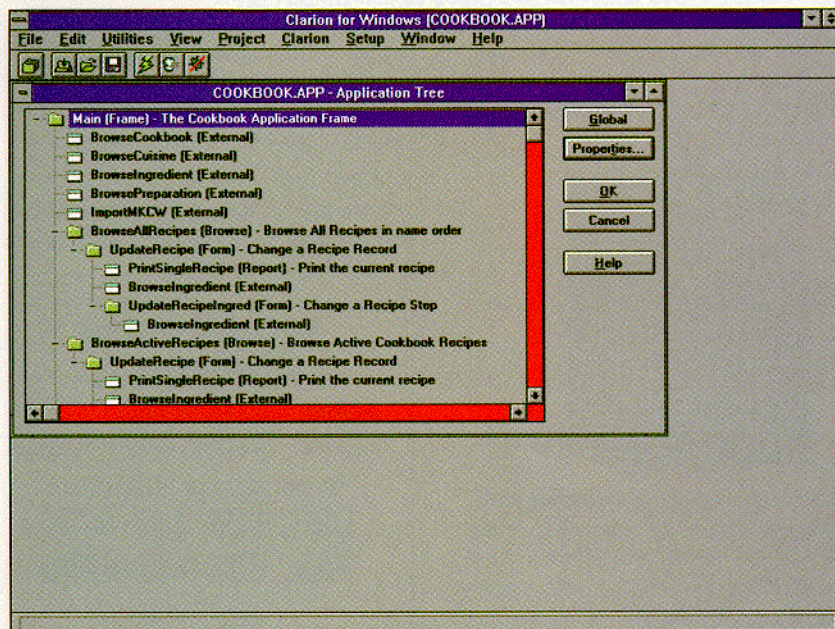 Clarion for Windows [COOKBOOK.APP]
File Edit Utilities View Project Clarion Setup Window Help
COOKBOOK.APP - Application Tree
Main (Frame) - The Cookbook Application Frame
BrowseCookbook (External)
BrowseCuisine (External)
BrowseIngredient (External)
BrowsePreparation (External)
ImportMKCW (External)
BrowseAllRecipes (Browse) - Browse All Recipes in name order
UpdateRecipe (Form) - Change a Recipe Record
PrintSingleRecipe (Report) - Print the current recipe
BrowseIngredient (External)
UpdateRecipeIngred (Form) - Change a Recipe Step
BrowseIngredient (External)
BrowseActiveRecipes (Browse) - Browse Active Cookbook Recipes
UpdateRecipe (Form) - Change a Recipe Record
PrintSingleRecipe (Report) - Print the current recipe
BrowseIngredient (External)
Global
Properties...
OK
Cancel
Help